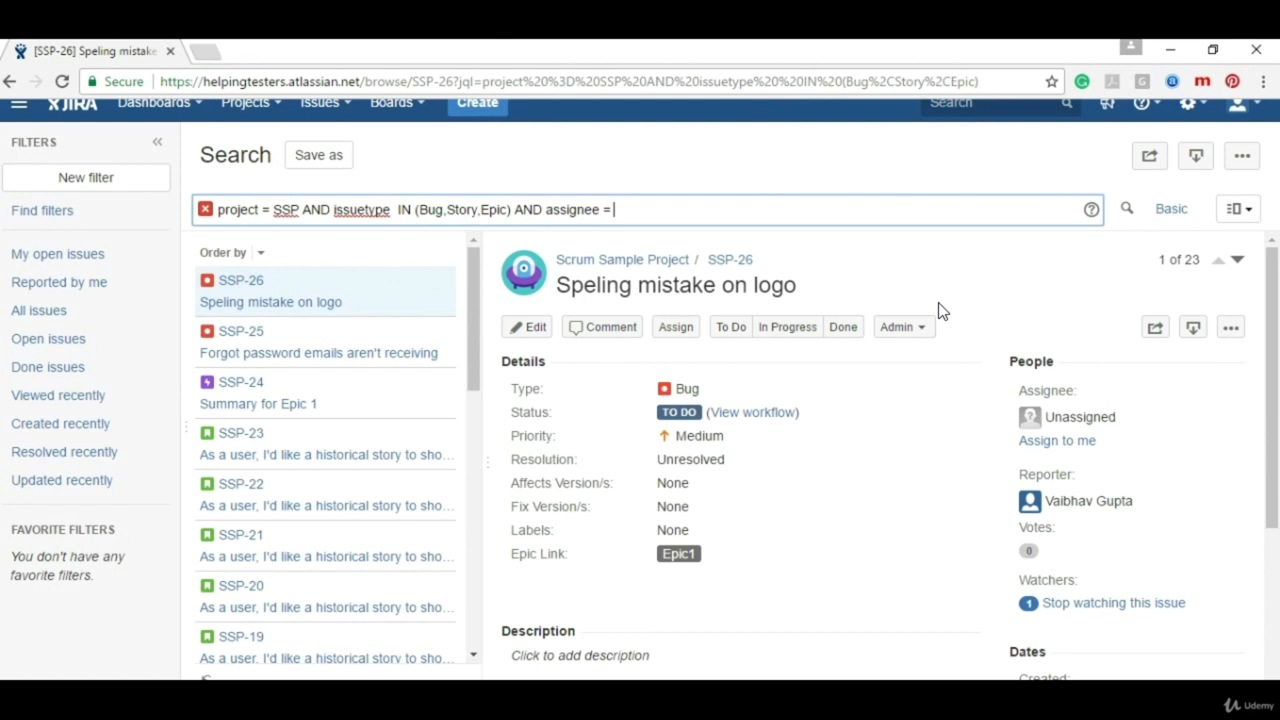 [SSP-26] Speling mistake
Secure https://helpingtesters.atlassian.net/browse/SSP-26?jql=project%20%3D%20SSP%20AND%20issuetype%20%20IN%20(Bug%2CStory%2CEpic)
JIRA Dashboards Projects Issues Boards Create Search
FILTERS
New filter
Find filters
My open issues
Reported by me
All issues
Open issues
Done issues
Viewed recently
Created recently
Resolved recently
Updated recently
FAVORITE FILTERS
You don't have any
favorite filters.
Search Save as
project = SSP AND issuetype  IN (Bug,Story,Epic) AND assignee =
Basic
Order by
SSP-26
Speling mistake on logo
SSP-25
Forgot password emails aren't receiving
SSP-24
Summary for Epic 1
SSP-23
As a user, I'd like a historical story to sho...
SSP-22
As a user, I'd like a historical story to sho...
SSP-21
As a user, I'd like a historical story to sho...
SSP-20
As a user, I'd like a historical story to sho...
SSP-19
As a user, I'd like a historical story to sho...
Scrum Sample Project / SSP-26
1 of 23
Speling mistake on logo
Edit Comment Assign To Do In Progress Done Admin
Details
Type: Bug
Status: TO DO (View workflow)
Priority: Medium
Resolution: Unresolved
Affects Version/s: None
Fix Version/s: None
Labels: None
Epic Link: Epic1
Description
Click to add description
People
Assignee:
Unassigned
Assign to me
Reporter:
Vaibhav Gupta
Votes:
0
Watchers:
1 Stop watching this issue
Dates
Created:
Udemy